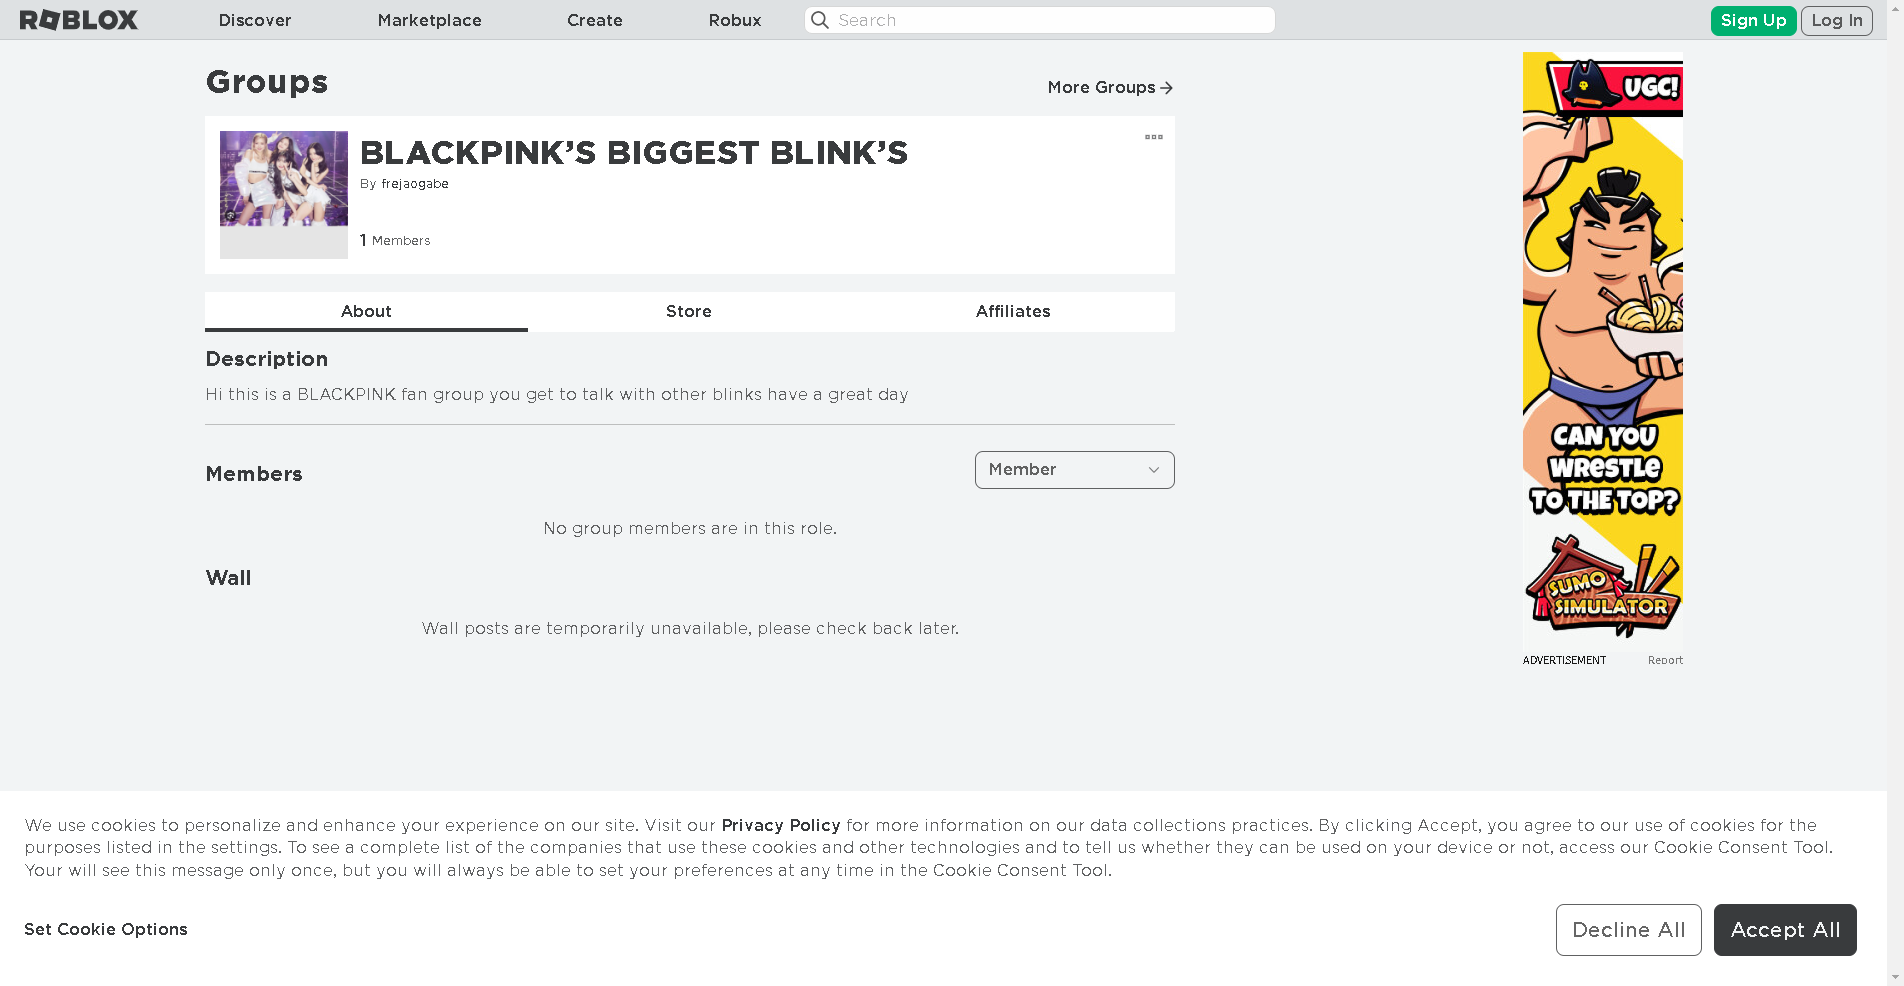 ROBLOX
Discover
Marketplace
Create
Robux
Search
Sign Up
Log In
Groups
More Groups
BLACKPINK’S BIGGEST BLINK’S
By frejaogabe
1 Members
About
Store
Affiliates
Description
Hi this is a BLACKPINK fan group you get to talk with other blinks have a great day
Members
Member
No group members are in this role.
Wall
Wall posts are temporarily unavailable, please check back later.
UGC!
CAN YOU
WRESTLE
TO THE TOP?
SUMO
SIMULATOR
ADVERTISEMENT
Report
We use cookies to personalize and enhance your experience on our site. Visit our Privacy Policy for more information on our data collections practices. By clicking Accept, you agree to our use of cookies for the
purposes listed in the settings. To see a complete list of the companies that use these cookies and other technologies and to tell us whether they can be used on your device or not, access our Cookie Consent Tool.
Your will see this message only once, but you will always be able to set your preferences at any time in the Cookie Consent Tool.
Set Cookie Options
Decline All
Accept All